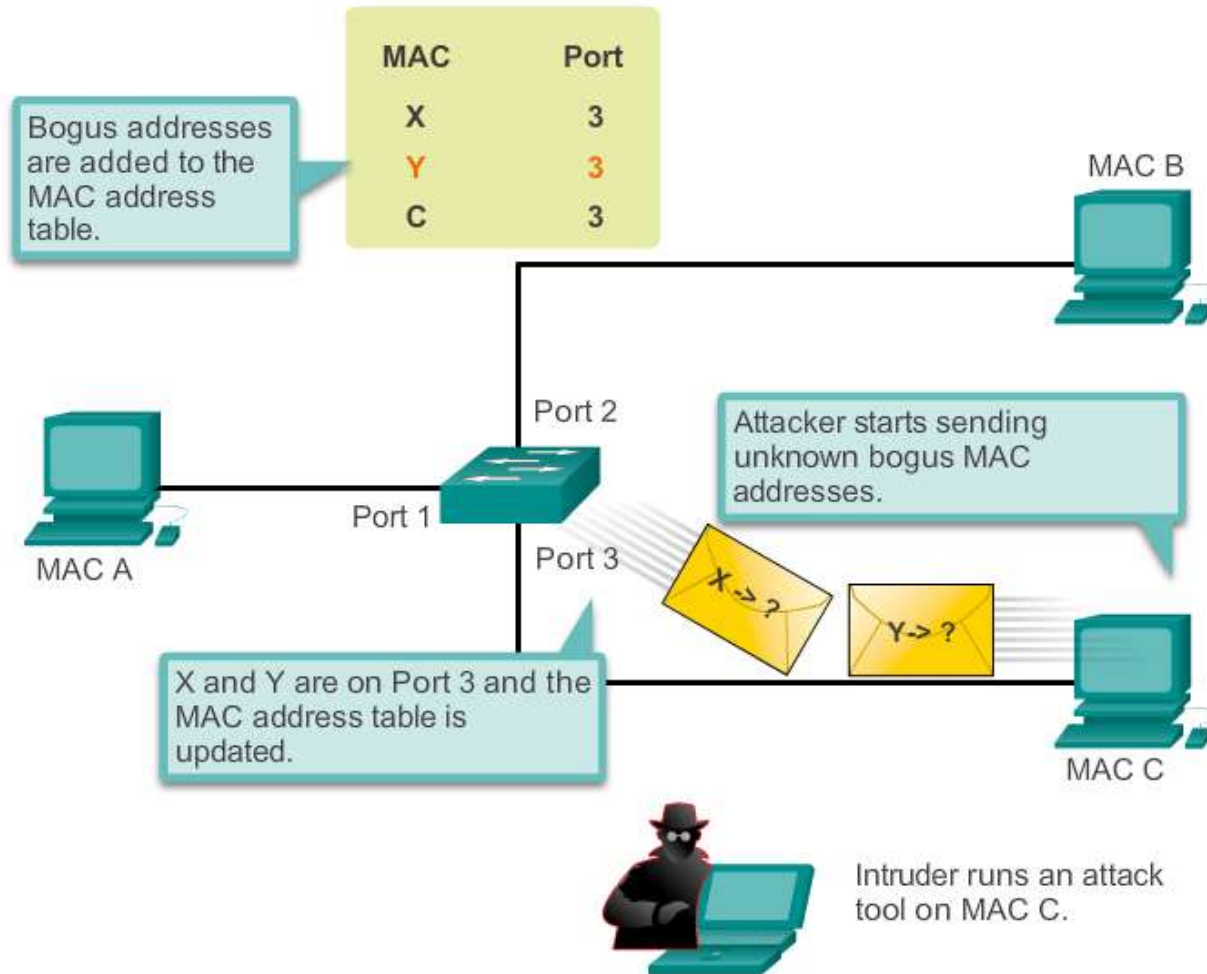 MAC Port
X 3
Y 3
C 3
Bogus addresses
are added to the
MAC address
table.
MAC B
Port 2
Attacker starts sending
unknown bogus MAC
addresses.
Port 1
MAC A
Port 3
X -> ?
Y-> ?
X and Y are on Port 3 and the
MAC address table is
updated.
MAC C
Intruder runs an attack
tool on MAC C.